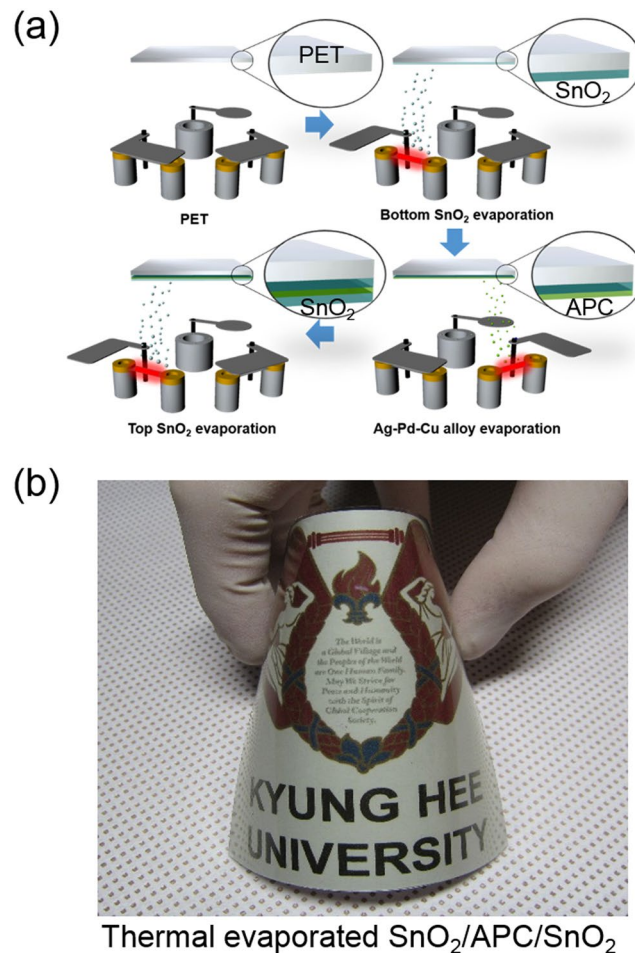 (a)
PET
SnO₂
PET
Bottom SnO₂ evaporation
SnO₂
APC
Top SnO₂ evaporation
Ag-Pd-Cu alloy evaporation
(b)
The World is
a Global Village and
the Peoples of the World
are One Human Family.
May We Strive for
Peace and Humanity
with the Spirit of
Global Cooperation
Society.
KYUNG HEE
UNIVERSITY
Thermal evaporated SnO₂/APC/SnO₂